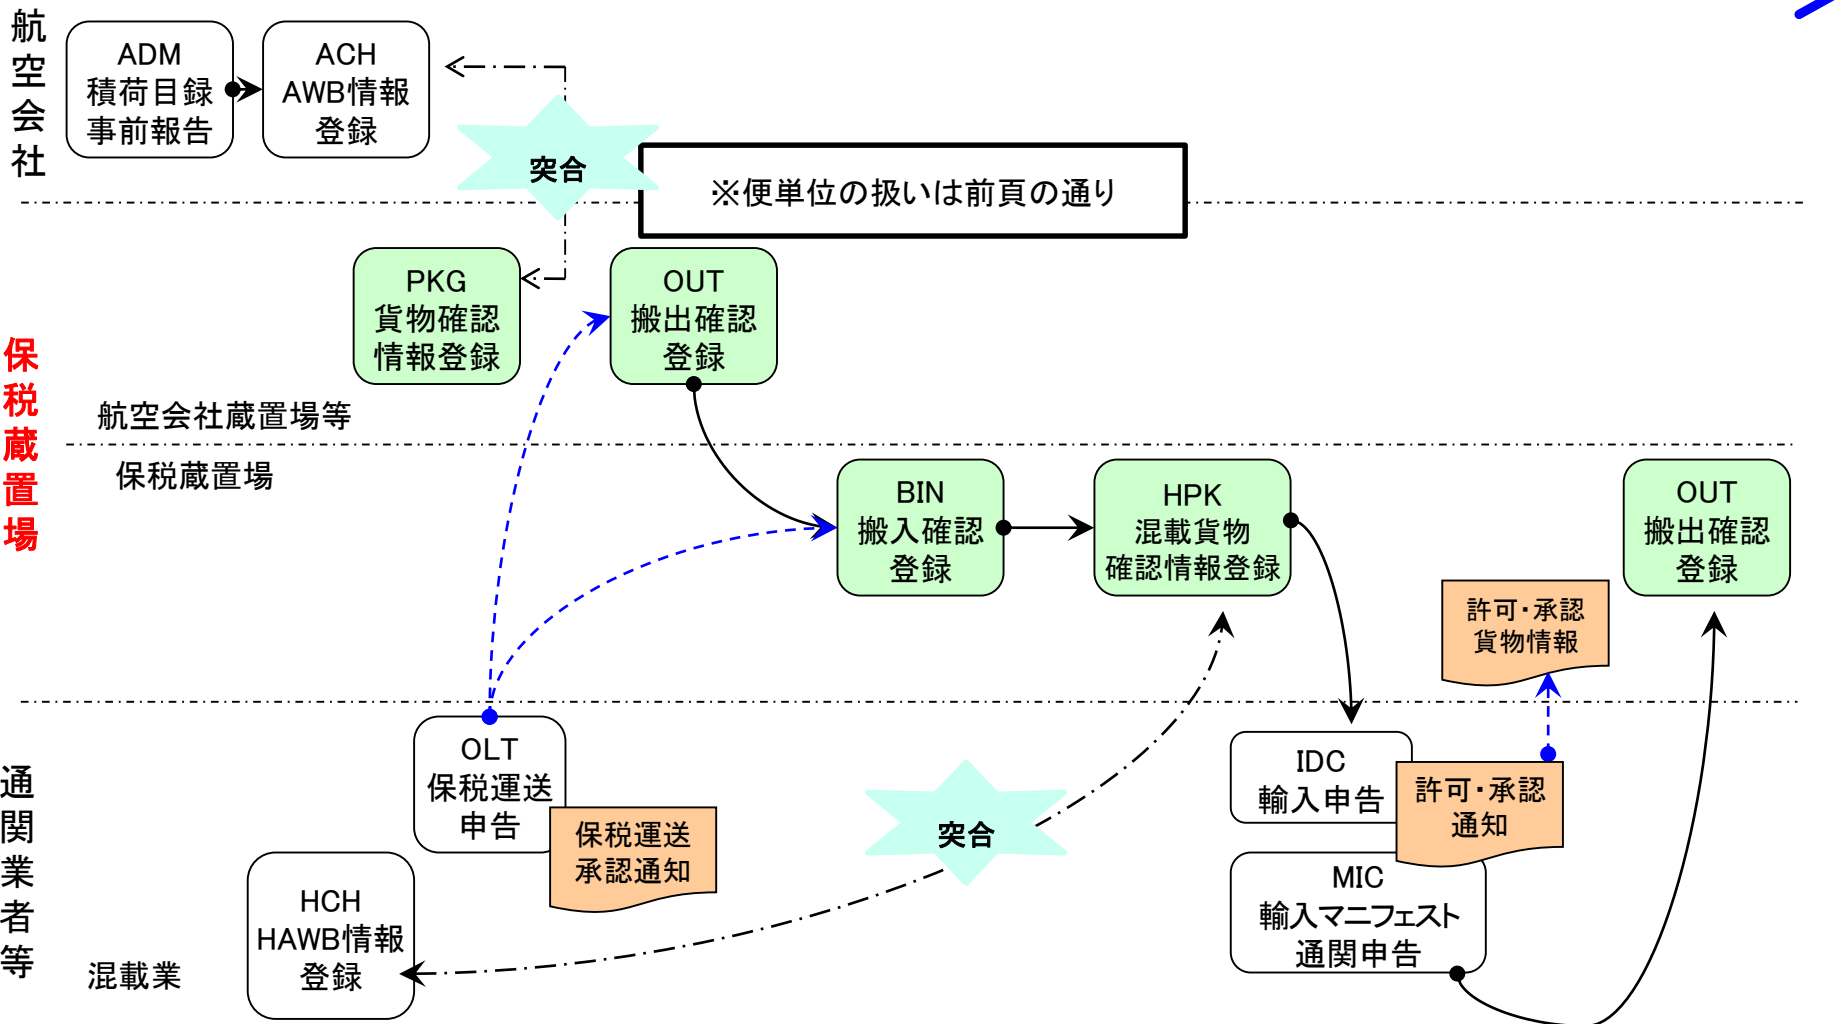 航空会社
ADM
積荷目録
事前報告
ACH
AWB情報
登録
突合
※便単位の扱いは前頁の通り
保税蔵置場
PKG
貨物確認
情報登録
OUT
搬出確認
登録
航空会社蔵置場等
保税蔵置場
BIN
搬入確認
登録
HPK
混載貨物
確認情報登録
OUT
搬出確認
登録
許可・承認
貨物情報
通関業者等
OLT
保税運送
申告
保税運送
承認通知
突合
IDC
輸入申告
許可・承認
通知
MIC
輸入マニフェスト
通関申告
HCH
HAWB情報
登録
混載業